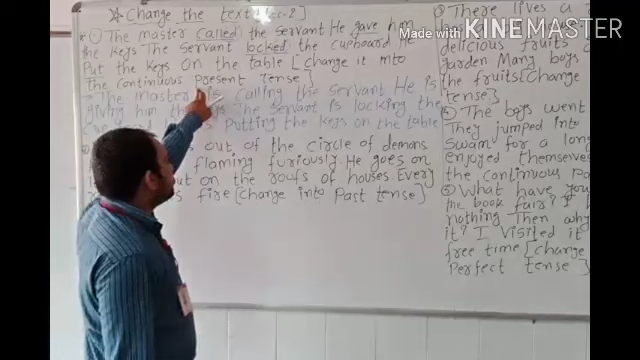 Made with KINEMASTER
☆ Change the text Lec-2
① The master called the servant He gave him
the keys The servant locked the cupboard He
Put the keys on the table [change it into
The continuous present Tense]
→ The master is calling the servant He is
giving him the keys The servant is locking the
putting the keys on the table
out of the circle of demons
flaming furiously. He goes on
out on the roofs of houses. Every
fire [change into Past tense]
③ There lives a
delicious fruits
garden Many boys
the fruits [change
tense]
④ The boys went
They jumped into
Swam for a long
enjoyed themselves
the continuous Pa
⑤ What have you
the book fair? I
nothing Then why
it? I visited it
free time [change
Perfect tense]